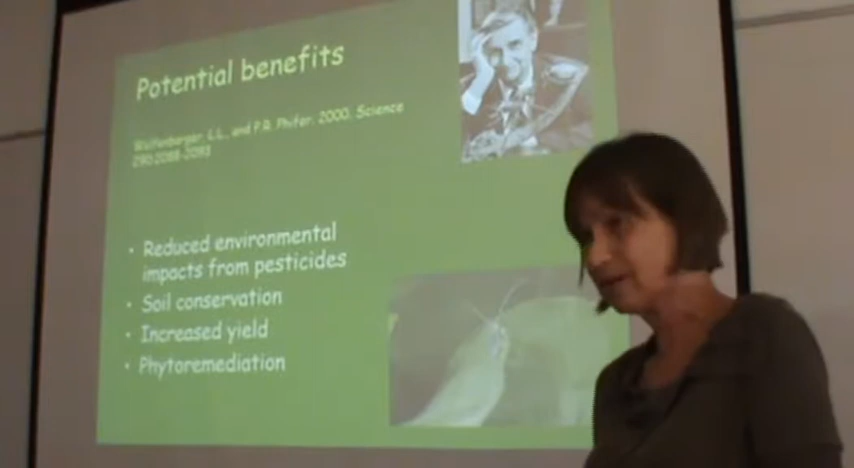 Potential benefits
Wolfenbarger, L.L., and P.R. Phifer. 2000. Science
290:2088-2093
• Reduced environmental
impacts from pesticides
• Soil conservation
• Increased yield
• Phytoremediation